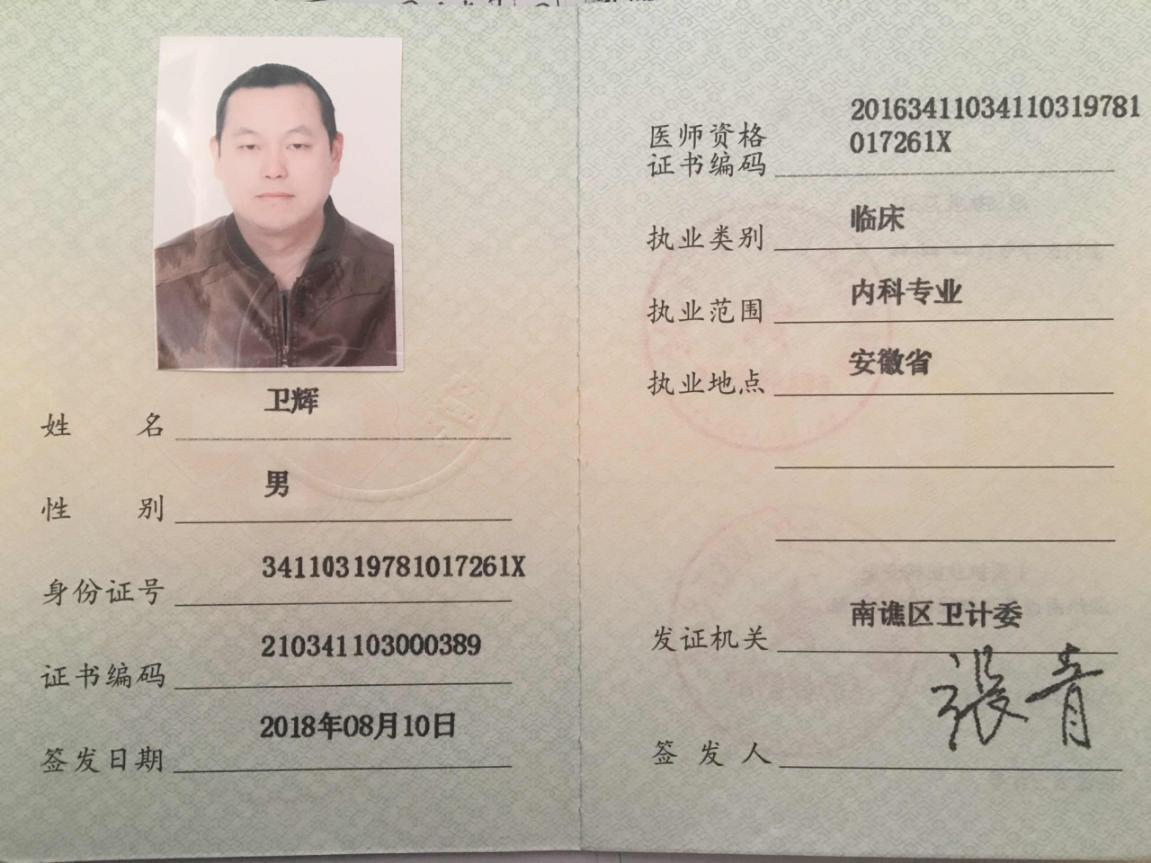 姓名 卫辉
性别 男
身份证号 34110319781017261X
证书编码 210341103000389
签发日期 2018年08月10日
医师资格 20163411034110319781
证书编码 017261X
执业类别 临床
执业范围 内科专业
执业地点 安徽省
发证机关 南谯区卫计委
签发人 張青